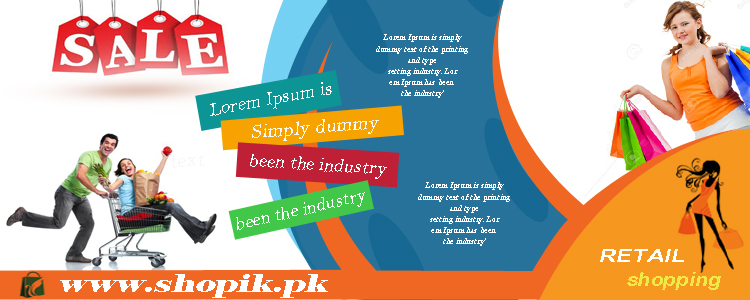 SALE
Lorem Ipsum is simply
dummy text of the printing
and type
setting industry. Lor
em Ipsum has been
the industry'
Lorem Ipsum is
Simply dummy
been the industry
been the industry
text
Lorem Ipsum is simply
dummy text of the printing
and type
setting industry. Lor
em Ipsum has been
the industry'
RETAIL
shopping
www.shopik.pk